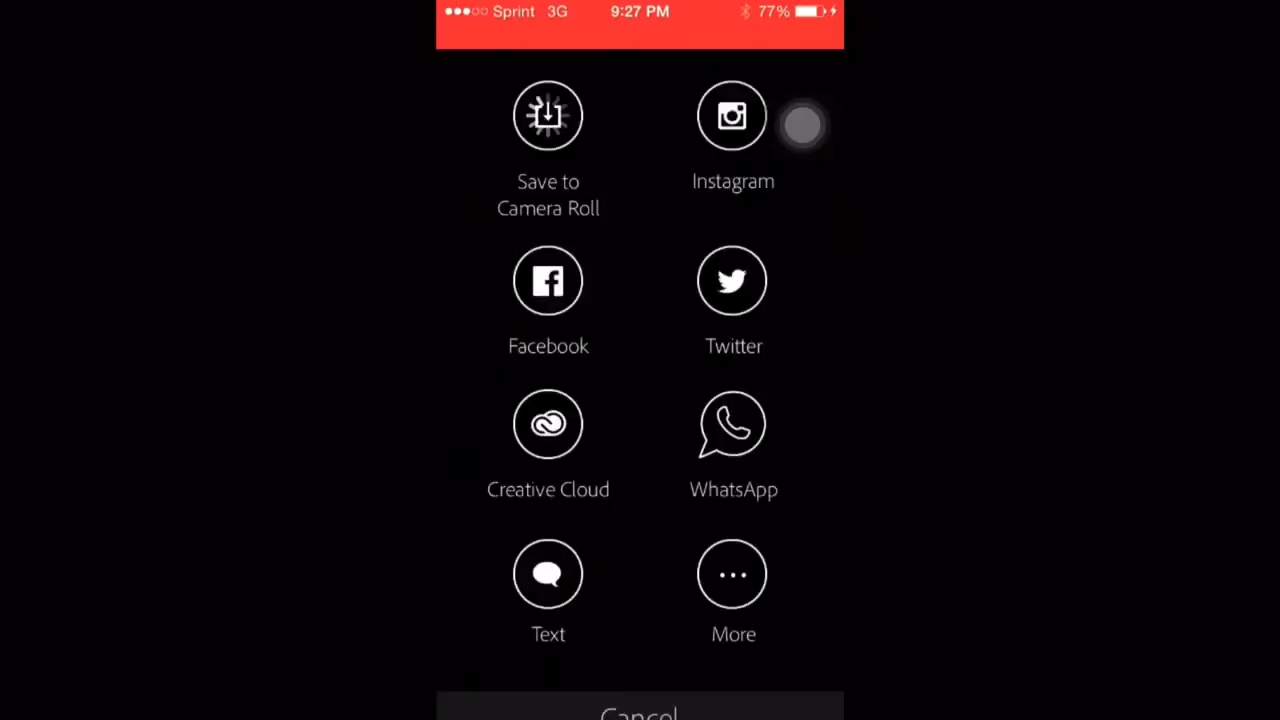 Sprint 3G 9:27 PM 77%
Save to
Camera Roll
Instagram
Facebook
Twitter
Creative Cloud
WhatsApp
Text
More
Cancel